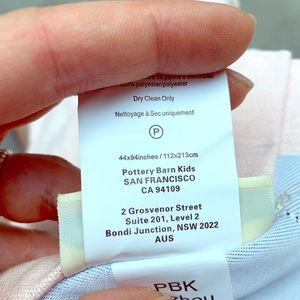 100% polyester/polyester
Dry Clean Only
Nettoyage à Sec uniquement
P
44x84inches / 112x213cm
Pottery Barn Kids
SAN FRANCISCO
CA 94109
2 Grosvenor Street
Suite 201, Level 2
Bondi Junction, NSW 2022
AUS
PBK